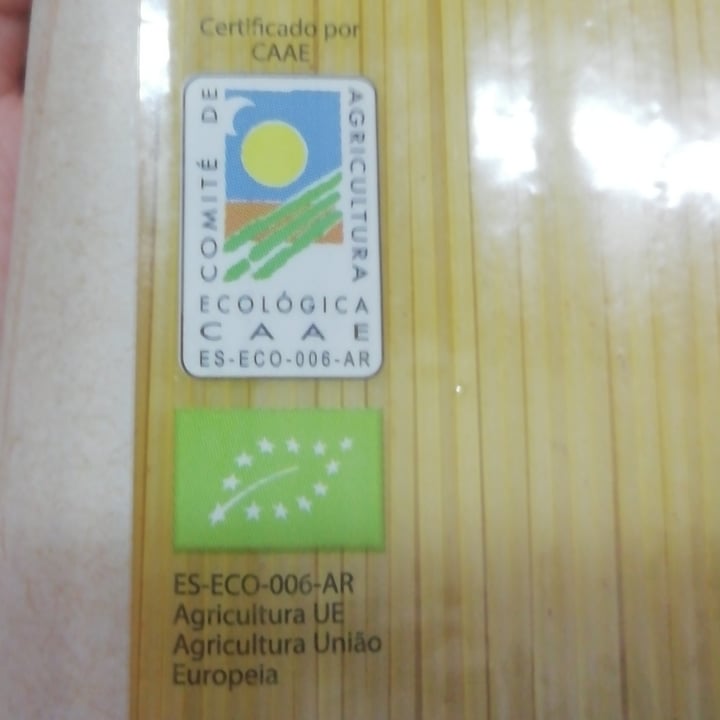 Certificado por
CAAE
COMITÉ DE
AGRICULTURA
ECOLÓGICA
CAAE
ES-ECO-006-AR
ES-ECO-006-AR
Agricultura UE
Agricultura União
Europeia